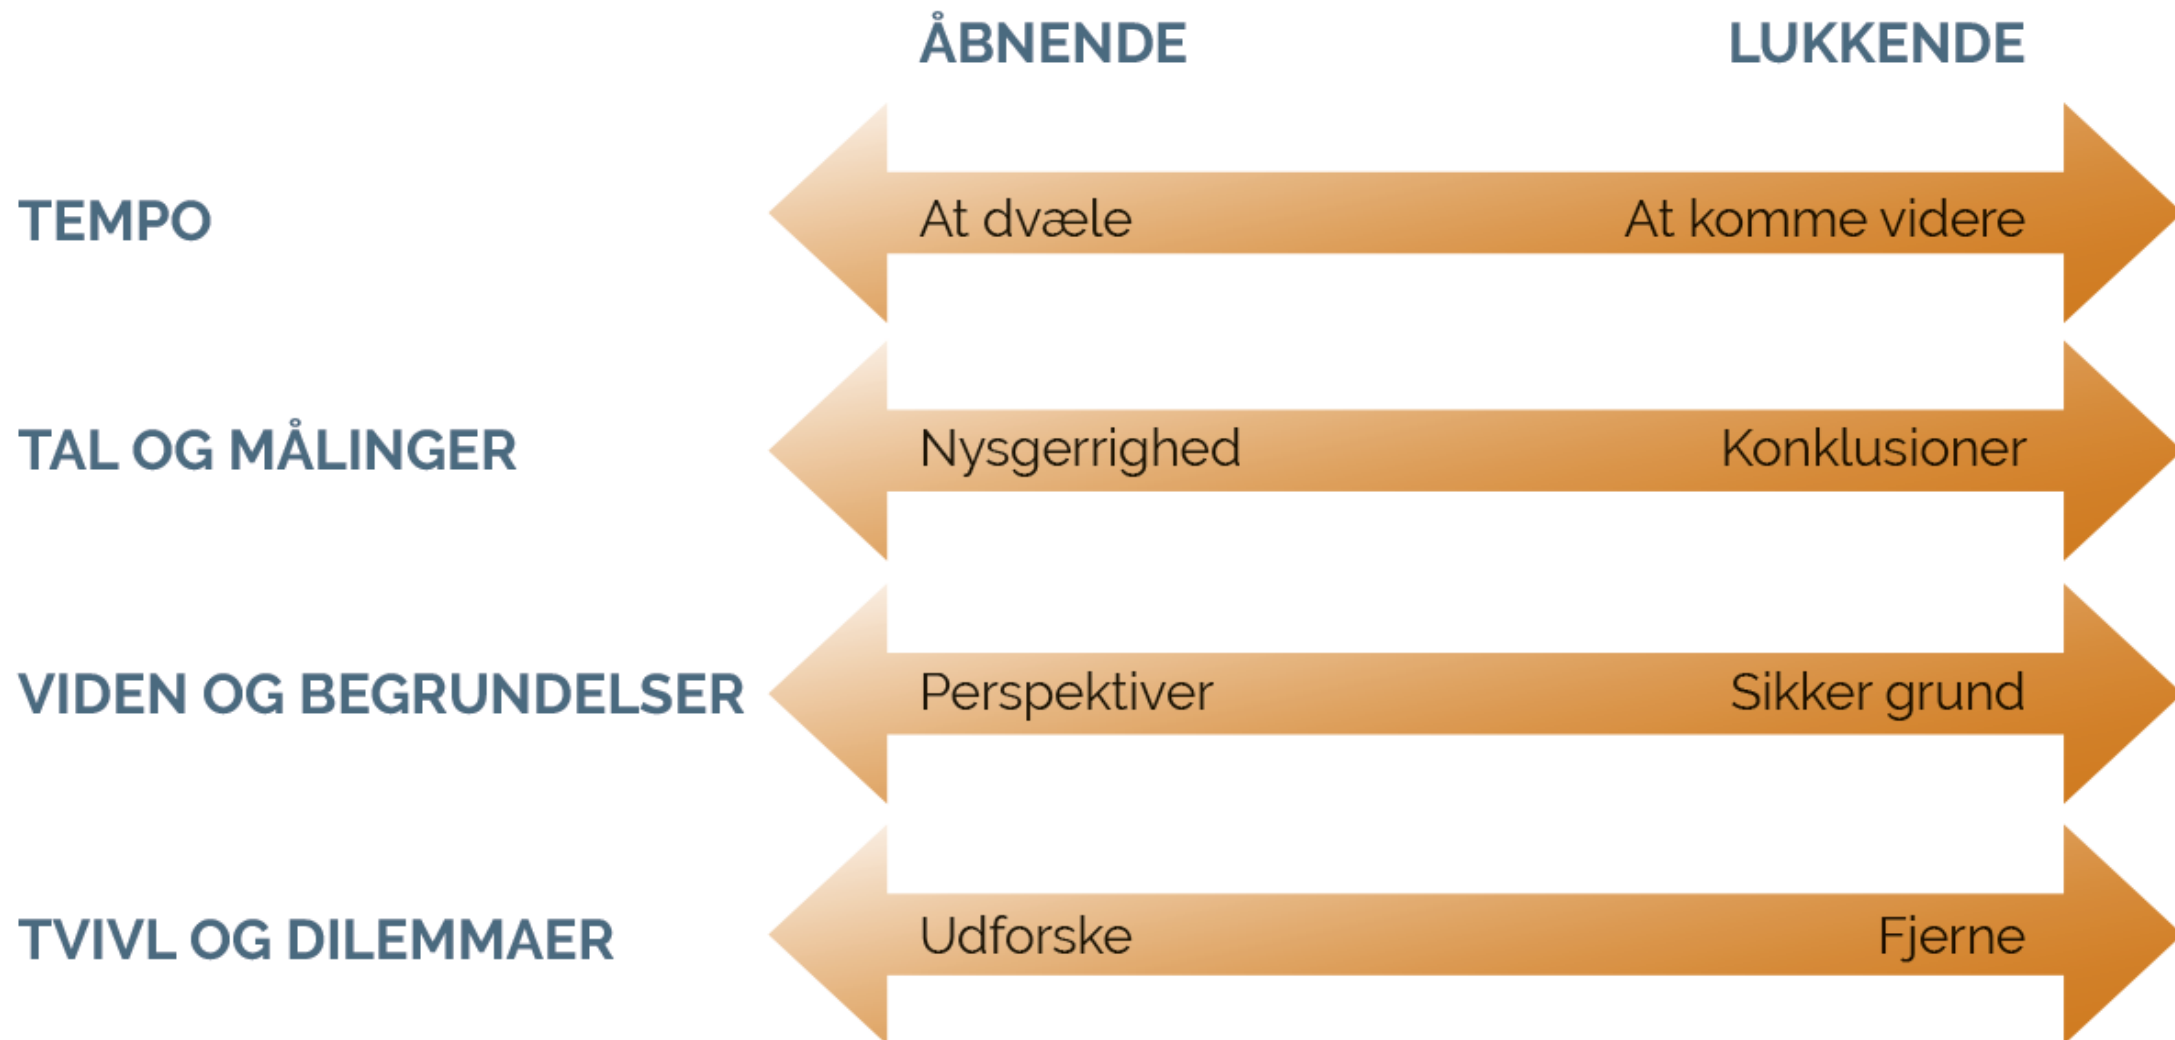 ÅBNENDE LUKKENDE
TEMPO At dvæle At komme videre
TAL OG MÅLINGER Nysgerrighed Konklusioner
VIDEN OG BEGRUNDELSER Perspektiver Sikker grund
TVIVL OG DILEMMAER Udforske Fjerne